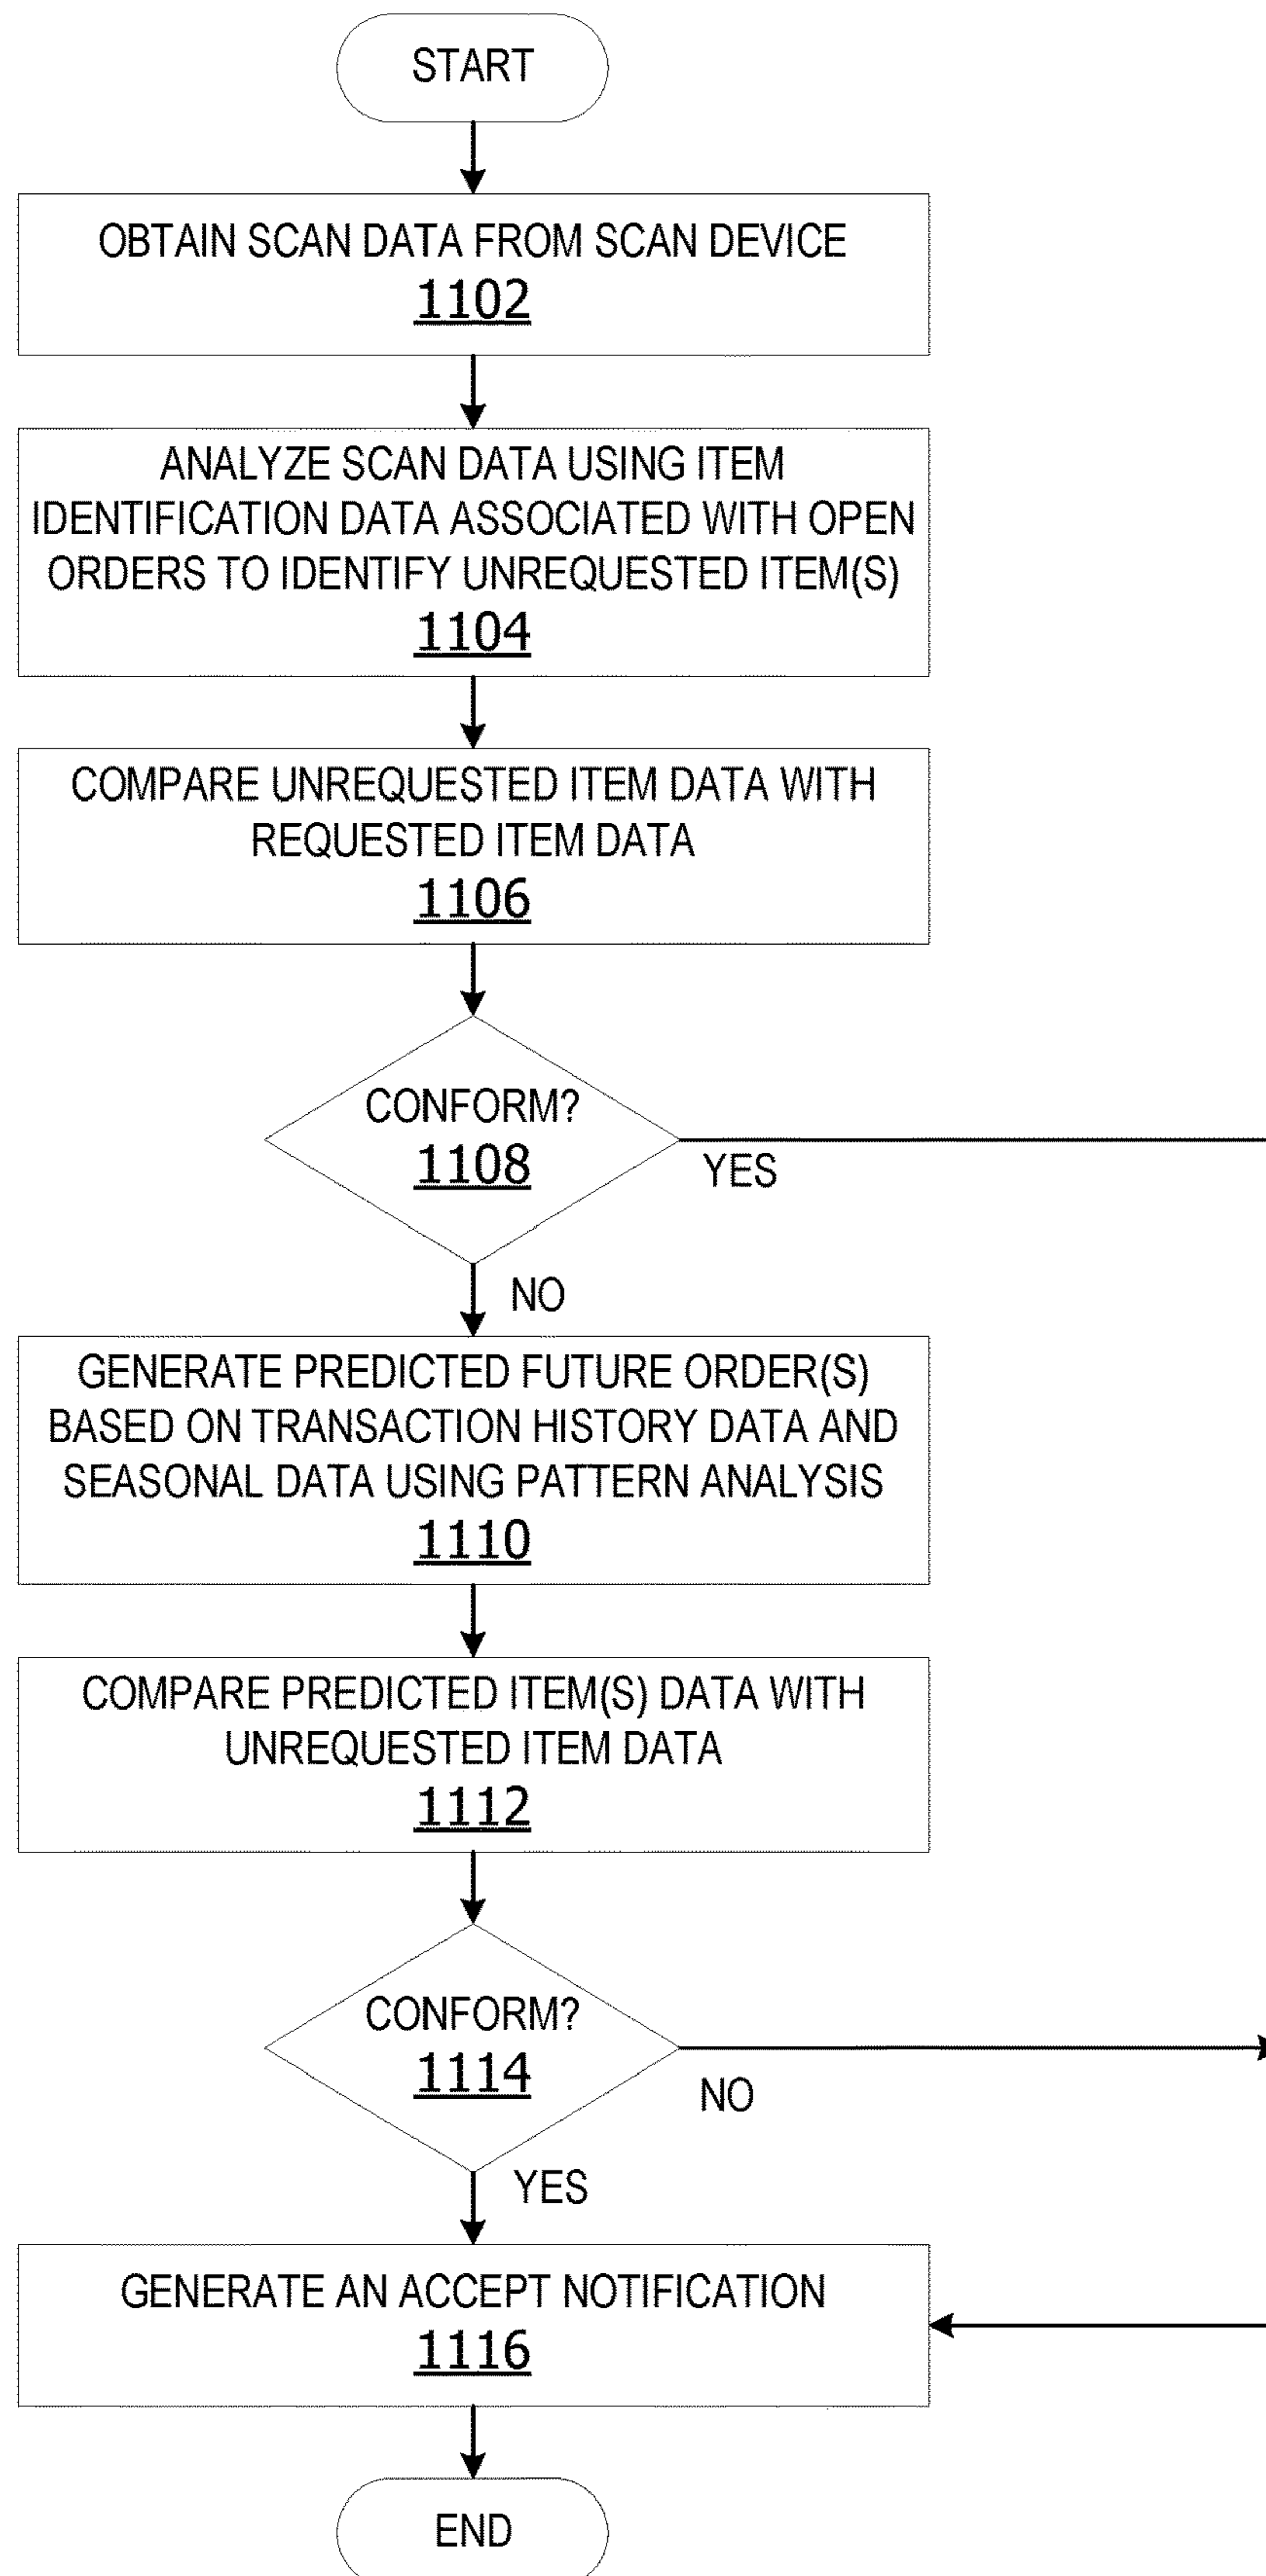 START
OBTAIN SCAN DATA FROM SCAN DEVICE
1102
ANALYZE SCAN DATA USING ITEM
IDENTIFICATION DATA ASSOCIATED WITH OPEN
ORDERS TO IDENTIFY UNREQUESTED ITEM(S)
1104
COMPARE UNREQUESTED ITEM DATA WITH
REQUESTED ITEM DATA
1106
CONFORM?
1108
YES
NO
GENERATE PREDICTED FUTURE ORDER(S)
BASED ON TRANSACTION HISTORY DATA AND
SEASONAL DATA USING PATTERN ANALYSIS
1110
COMPARE PREDICTED ITEM(S) DATA WITH
UNREQUESTED ITEM DATA
1112
CONFORM?
1114
NO
YES
GENERATE AN ACCEPT NOTIFICATION
1116
END